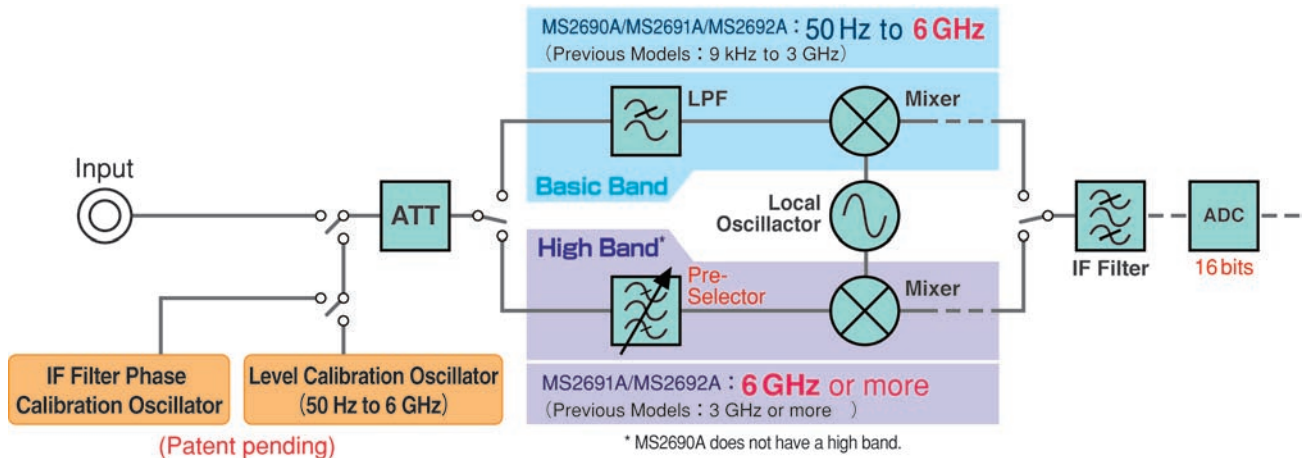 MS2690A/MS2691A/MS2692A : 50 Hz to 6 GHz
(Previous Models : 9 kHz to 3 GHz)
LPF
Mixer
Input
Basic Band
ATT
Local
Oscillactor
ADC
High Band*
IF Filter
16 bits
Pre-
Selector
Mixer
IF Filter Phase
Calibration Oscillator
Level Calibration Oscillator
(50 Hz to 6 GHz)
MS2691A/MS2692A : 6 GHz or more
(Previous Models : 3 GHz or more )
(Patent pending)
* MS2690A does not have a high band.